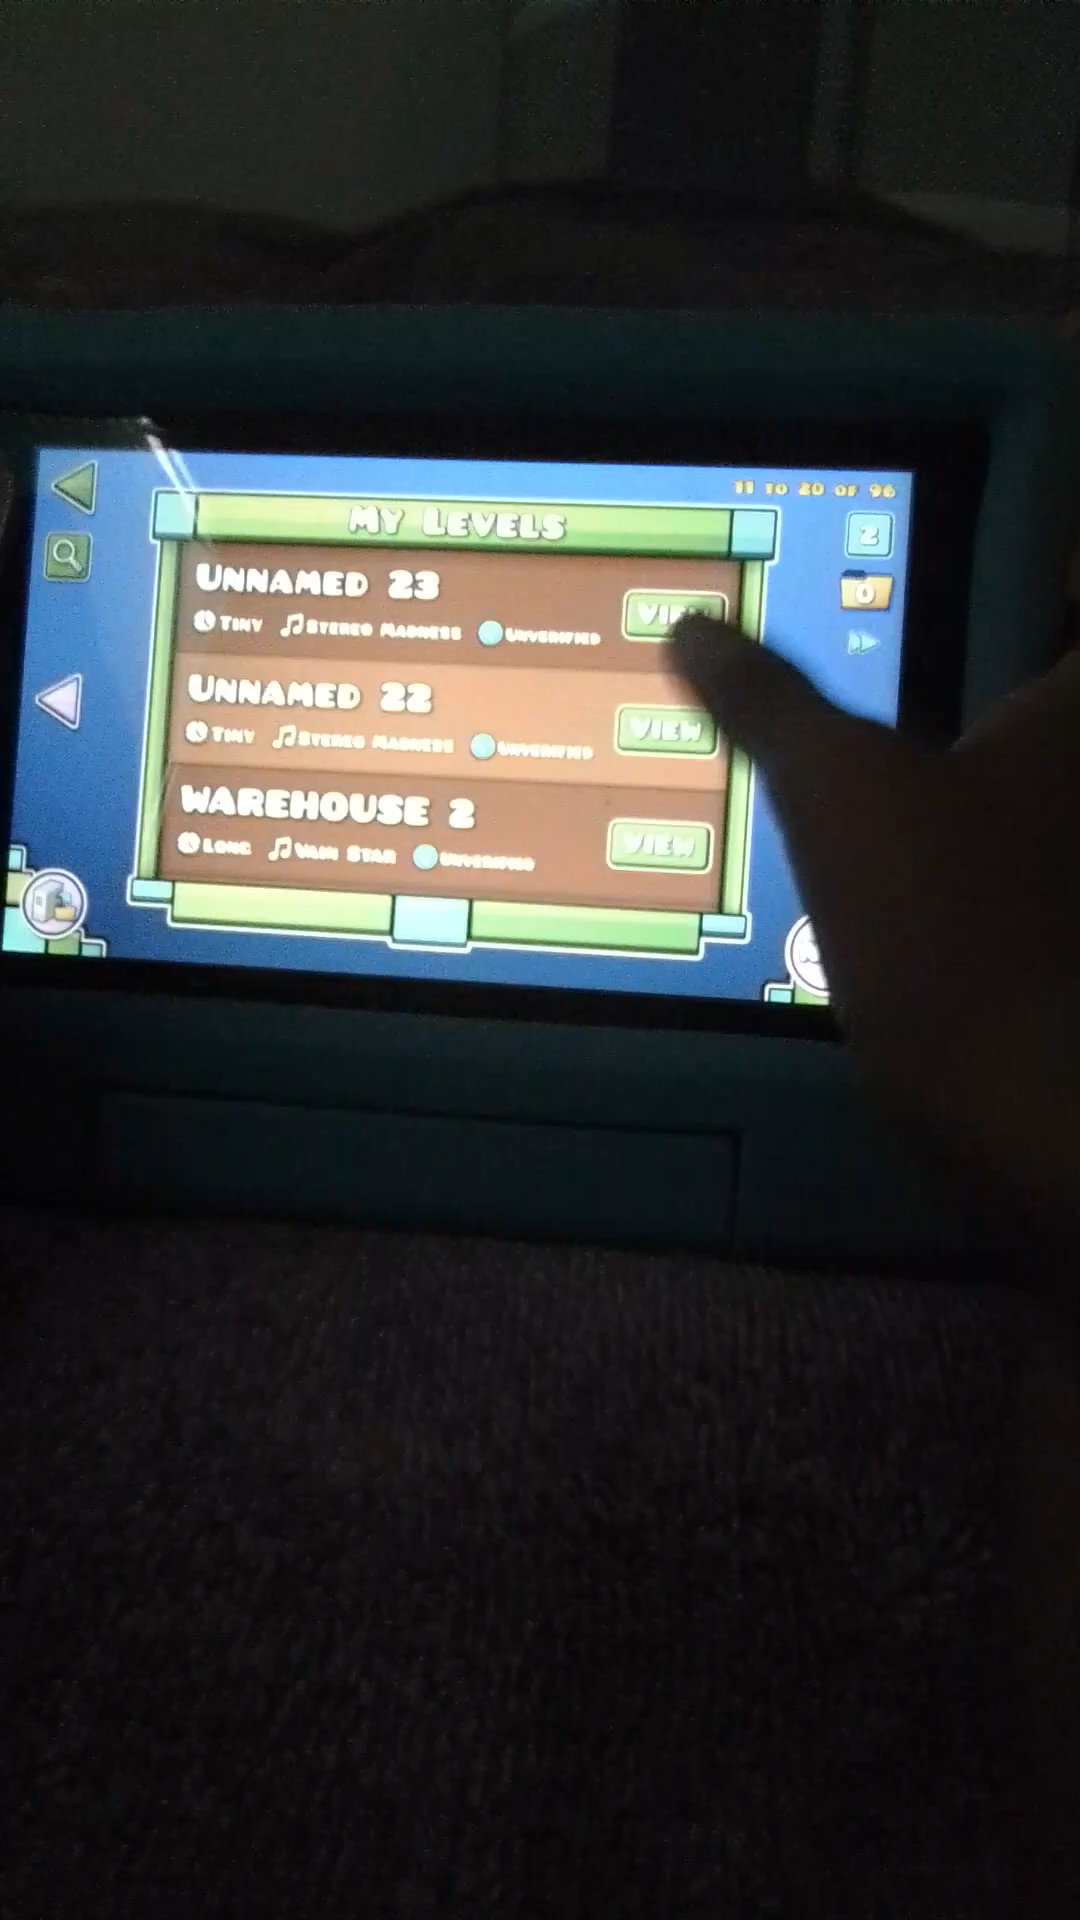 11 TO 20 OF 96
MY LEVELS
2
UNNAMED 23
VIEW
0
TINY STEREO MADNESS UNVERIFIED
UNNAMED 22
VIEW
TINY STEREO MADNESS UNVERIFIED
WAREHOUSE 2
VIEW
LONG VAIN STAR UNVERIFIED